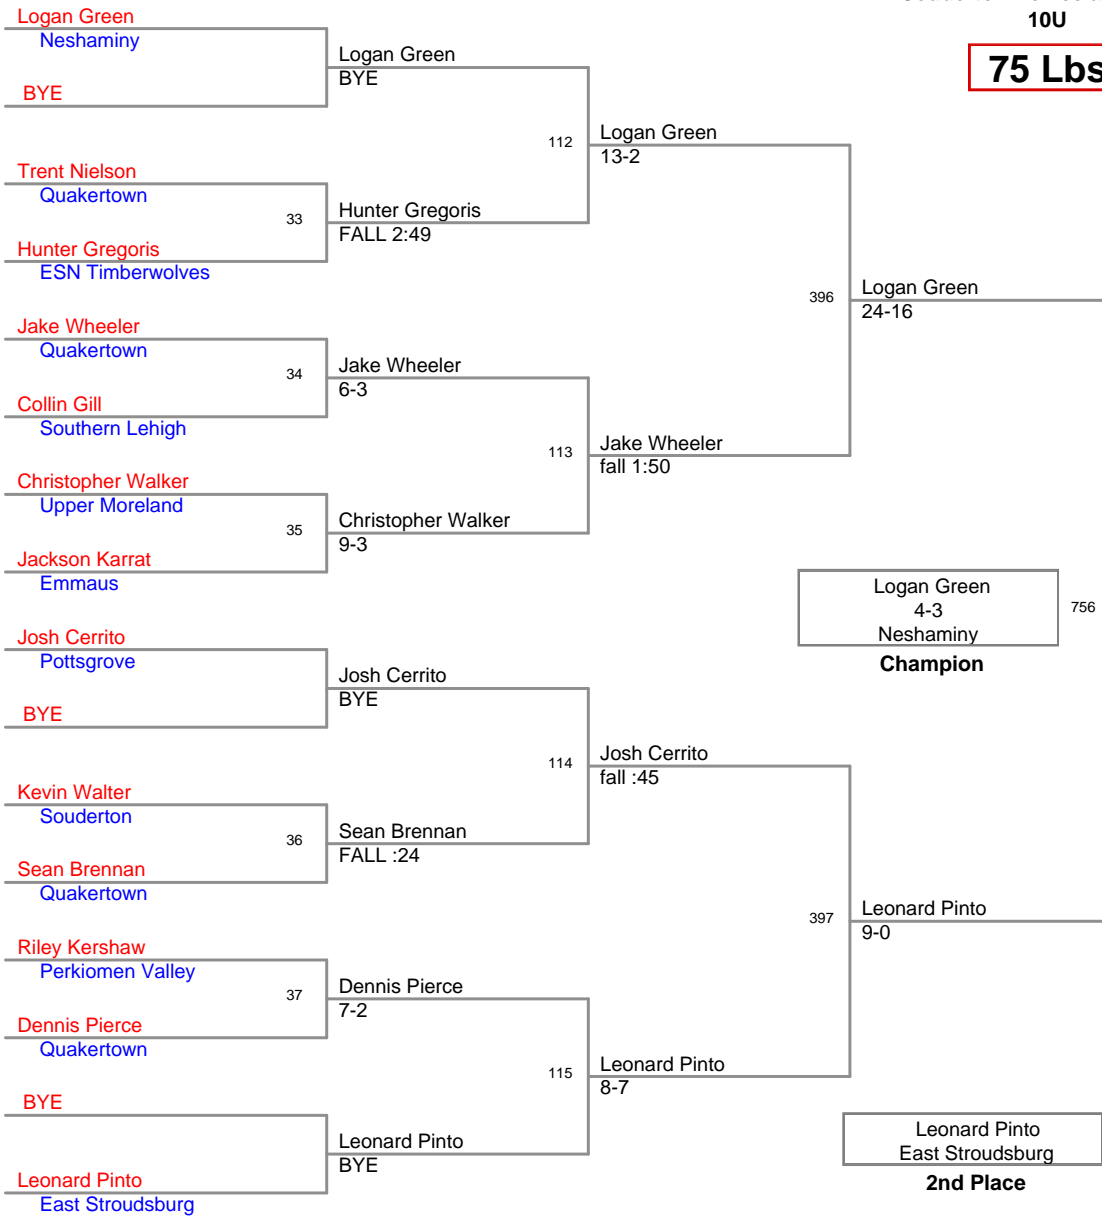 10U
75 Lbs
Logan Green
Neshaminy
BYE
Trent Nielson
Quakertown
33
Hunter Gregoris
ESN Timberwolves
Jake Wheeler
Quakertown
34
Collin Gill
Southern Lehigh
Christopher Walker
Upper Moreland
35
Jackson Karrat
Emmaus
Josh Cerrito
Pottsgrove
BYE
Kevin Walter
Souderton
36
Sean Brennan
Quakertown
Riley Kershaw
Perkiomen Valley
37
Dennis Pierce
Quakertown
BYE
Leonard Pinto
East Stroudsburg
Logan Green
BYE
112
Hunter Gregoris
FALL 2:49
Jake Wheeler
6-3
113
Christopher Walker
9-3
Josh Cerrito
BYE
114
Sean Brennan
FALL :24
Dennis Pierce
7-2
115
Leonard Pinto
BYE
Logan Green
13-2
396
Jake Wheeler
fall 1:50
Josh Cerrito
fall :45
397
Leonard Pinto
8-7
Logan Green
24-16
Logan Green
4-3
Neshaminy
756
Champion
Leonard Pinto
9-0
Leonard Pinto
East Stroudsburg
2nd Place